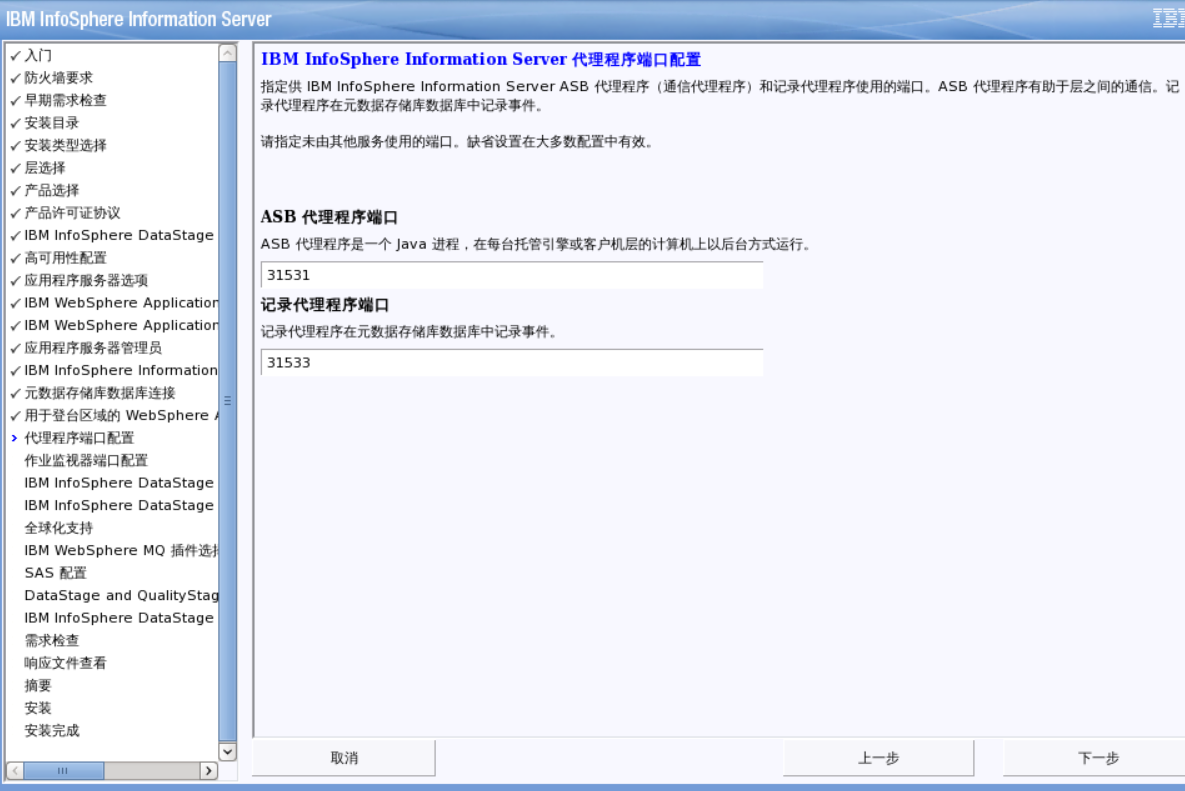 IBM InfoSphere Information Server
IBM
入门
防火墙要求
早期需求检查
安装目录
安装类型选择
层选择
产品选择
产品许可证协议
IBM InfoSphere DataStage
高可用性配置
应用程序服务器选项
IBM WebSphere Application
IBM WebSphere Application
应用程序服务器管理员
IBM InfoSphere Information
元数据存储库数据库连接
用于登台区域的 WebSphere A
代理程序端口配置
作业监视器端口配置
IBM InfoSphere DataStage
IBM InfoSphere DataStage
全球化支持
IBM WebSphere MQ 插件选择
SAS 配置
DataStage and QualityStag
IBM InfoSphere DataStage
需求检查
响应文件查看
摘要
安装
安装完成
IBM InfoSphere Information Server 代理程序端口配置
指定供 IBM InfoSphere Information Server ASB 代理程序（通信代理程序）和记录代理程序使用的端口。ASB 代理程序有助于层之间的通信。记
录代理程序在元数据存储库数据库中记录事件。
请指定未由其他服务使用的端口。缺省设置在大多数配置中有效。
ASB 代理程序端口
ASB 代理程序是一个 Java 进程，在每台托管引擎或客户机层的计算机上以后台方式运行。
31531
记录代理程序端口
记录代理程序在元数据存储库数据库中记录事件。
31533
取消
上一步
下一步